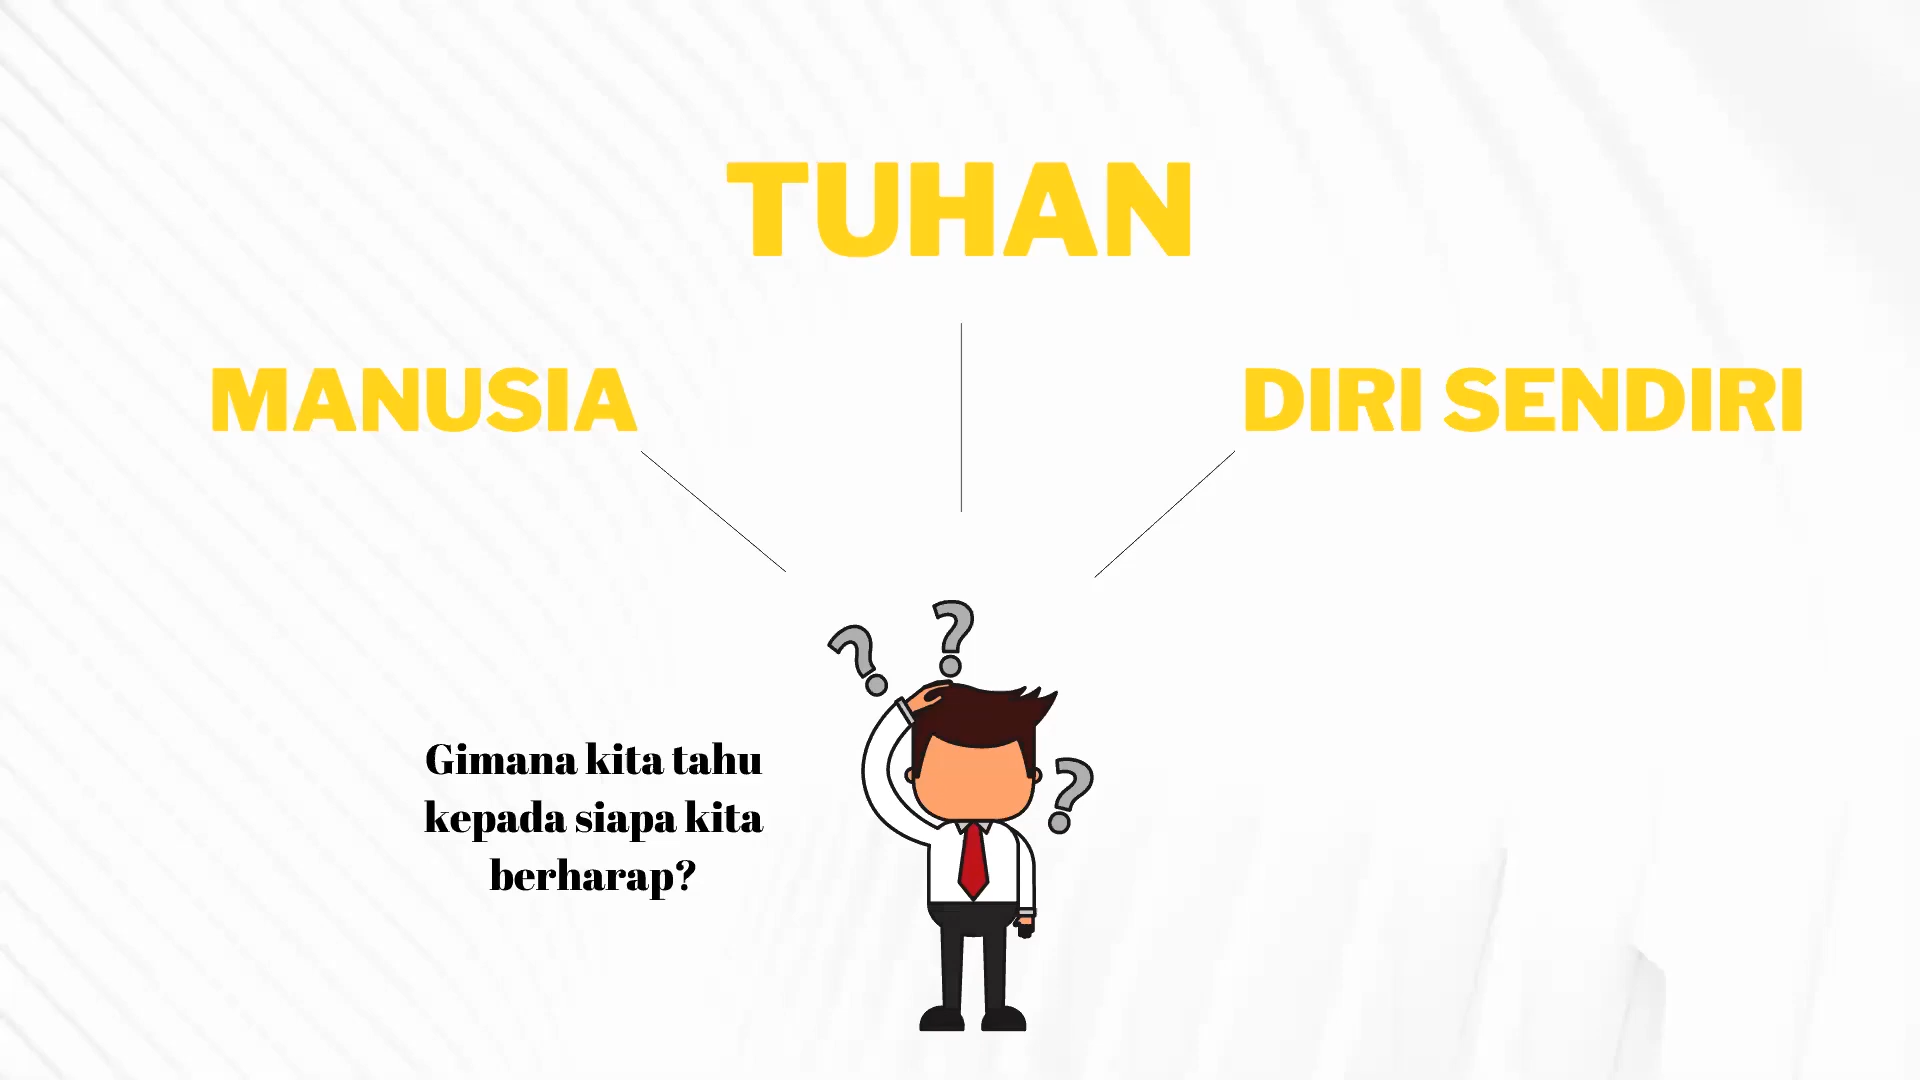 TUHAN
MANUSIA
DIRI SENDIRI
Gimana kita tahu
kepada siapa kita
berharap?